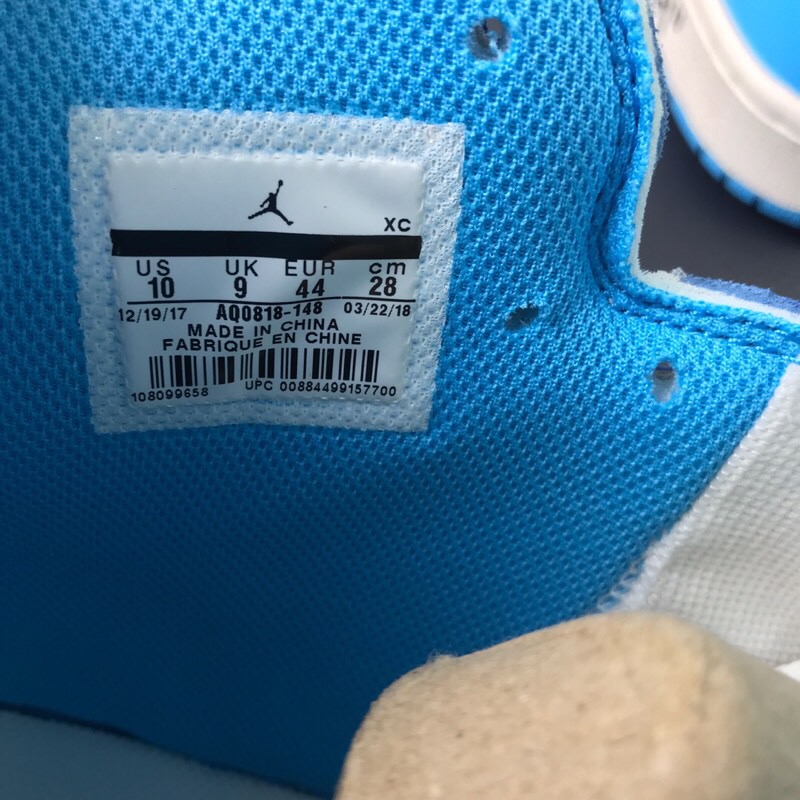 XC
US UK EUR cm
10 9 44 28
12/19/17 AQ0818-148 03/22/18
MADE IN CHINA
FABRIQUE EN CHINE
108099658 UPC 00884499157700